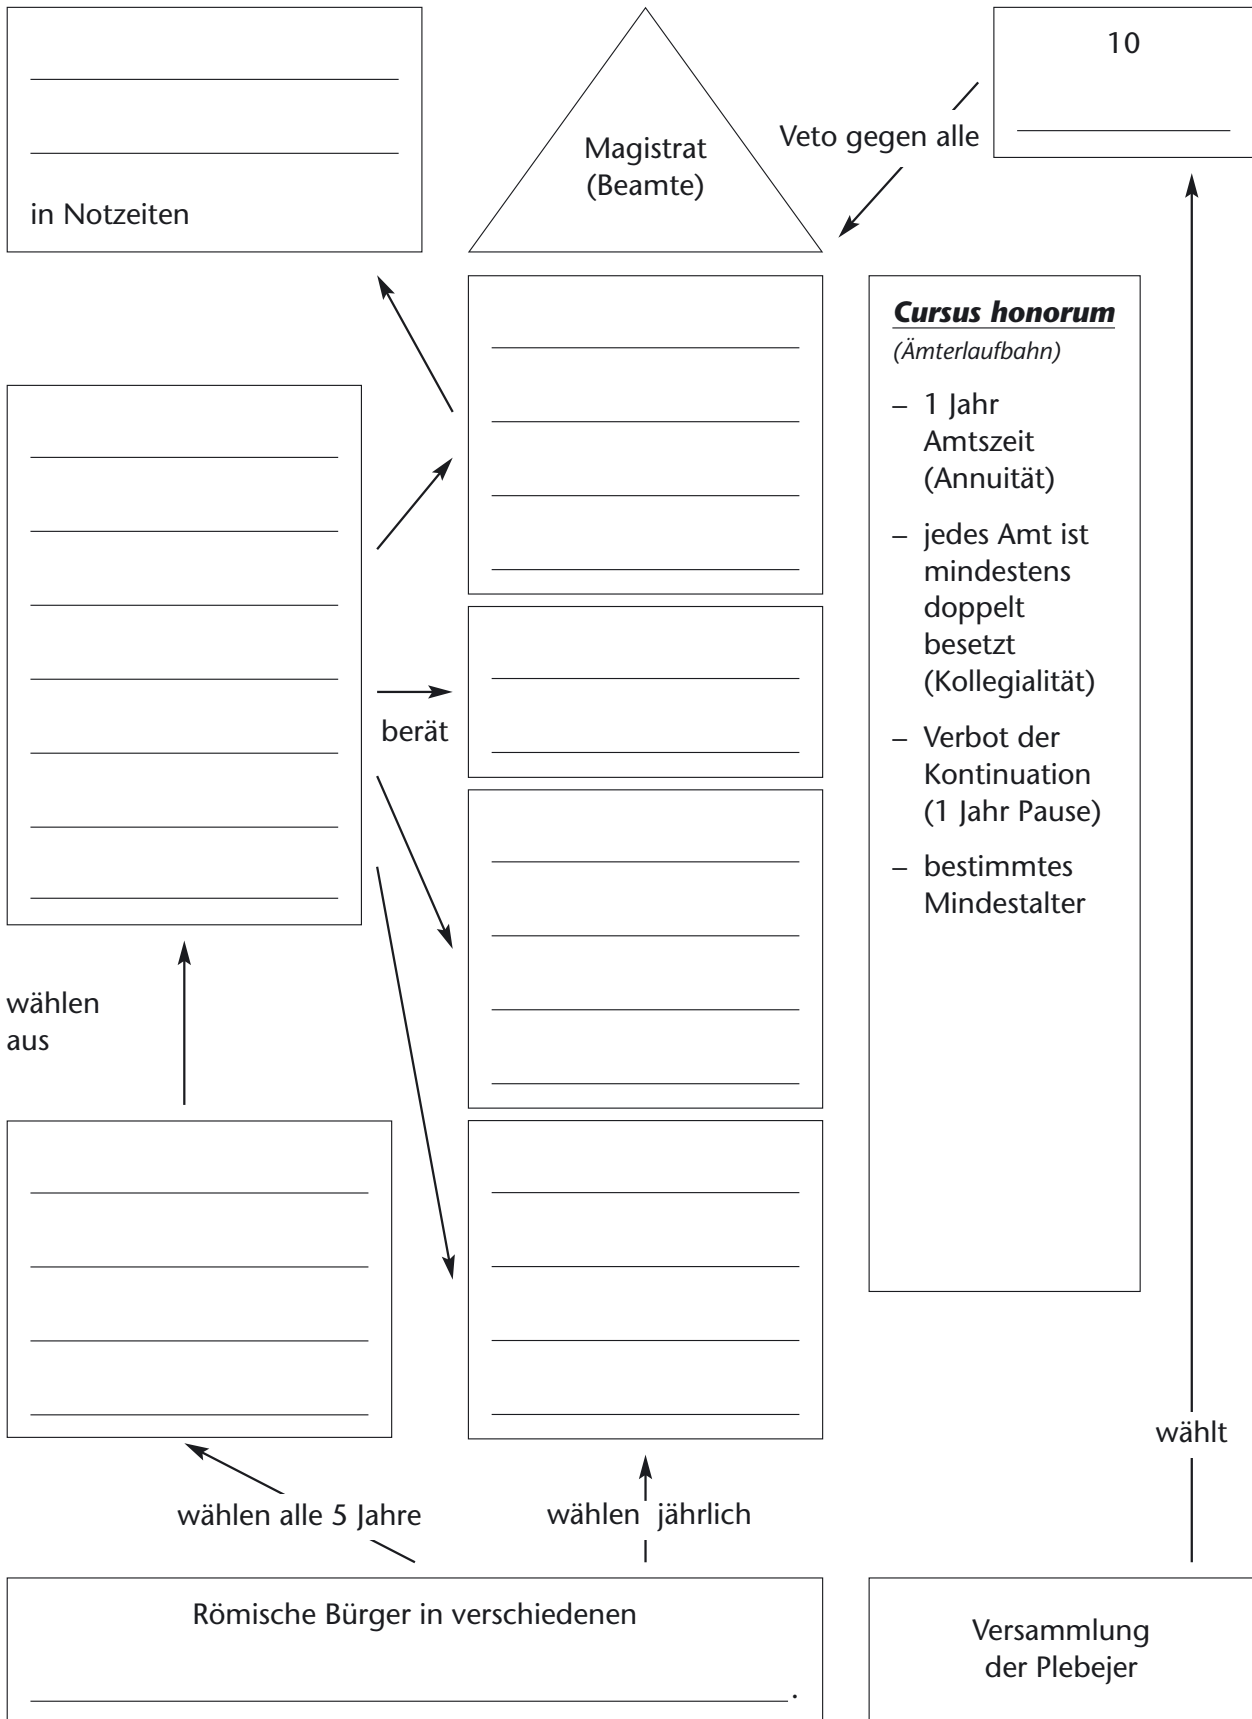 10
Veto gegen alle
Magistrat
(Beamte)
in Notzeiten
Cursus honorum
(Ämterlaufbahn)
– 1 Jahr
Amtszeit
(Annuität)
– jedes Amt ist
mindestens
doppelt
besetzt
(Kollegialität)
– Verbot der
Kontinuation
(1 Jahr Pause)
– bestimmtes
Mindestalter
berät
wählen
aus
wählt
wählen alle 5 Jahre
wählen jährlich
Römische Bürger in verschiedenen
.
Versammlung
der Plebejer